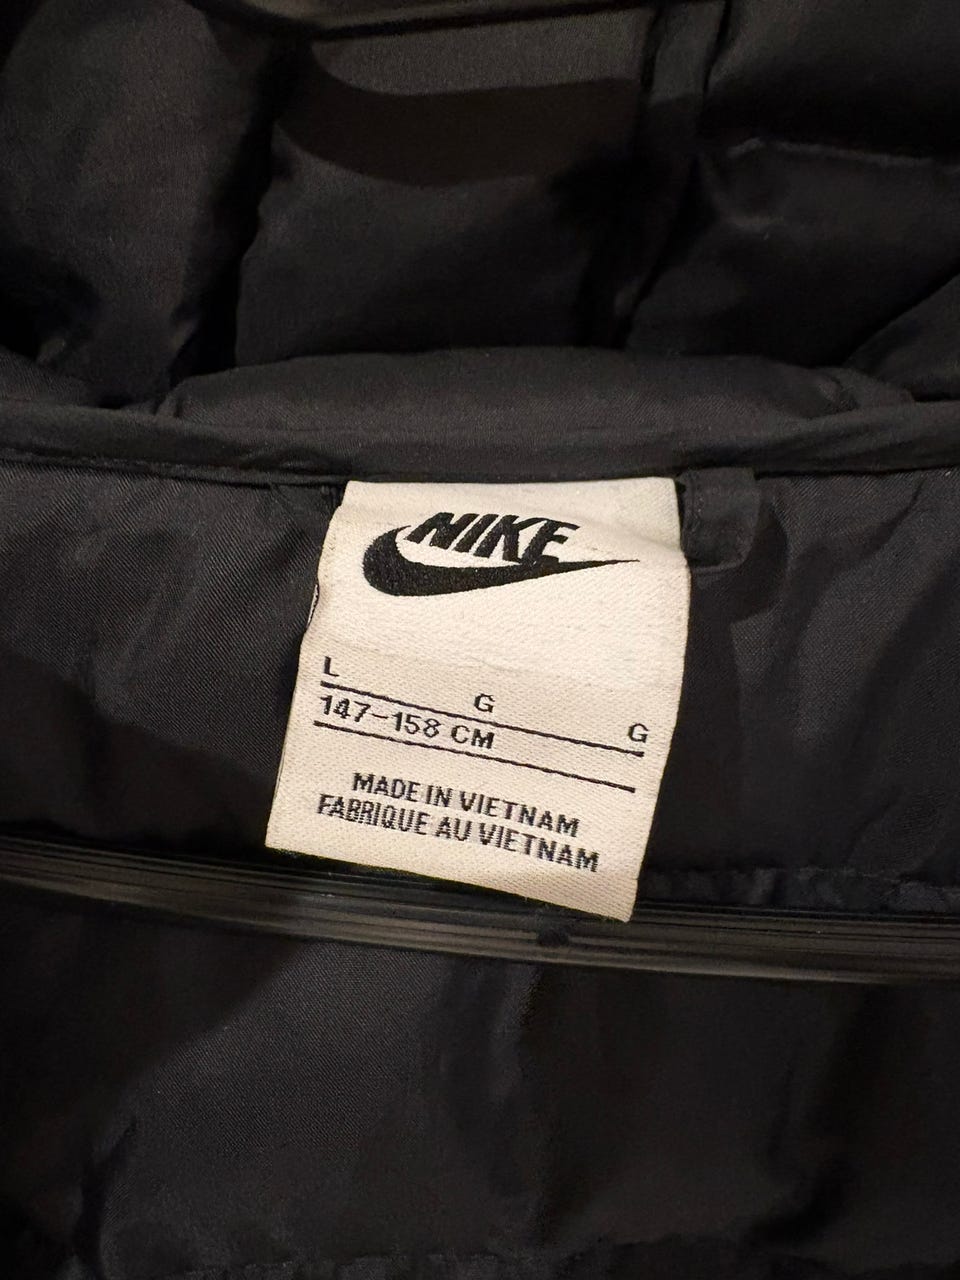 NIKE
L G G
147-158 CM
MADE IN VIETNAM
FABRIQUE AU VIETNAM